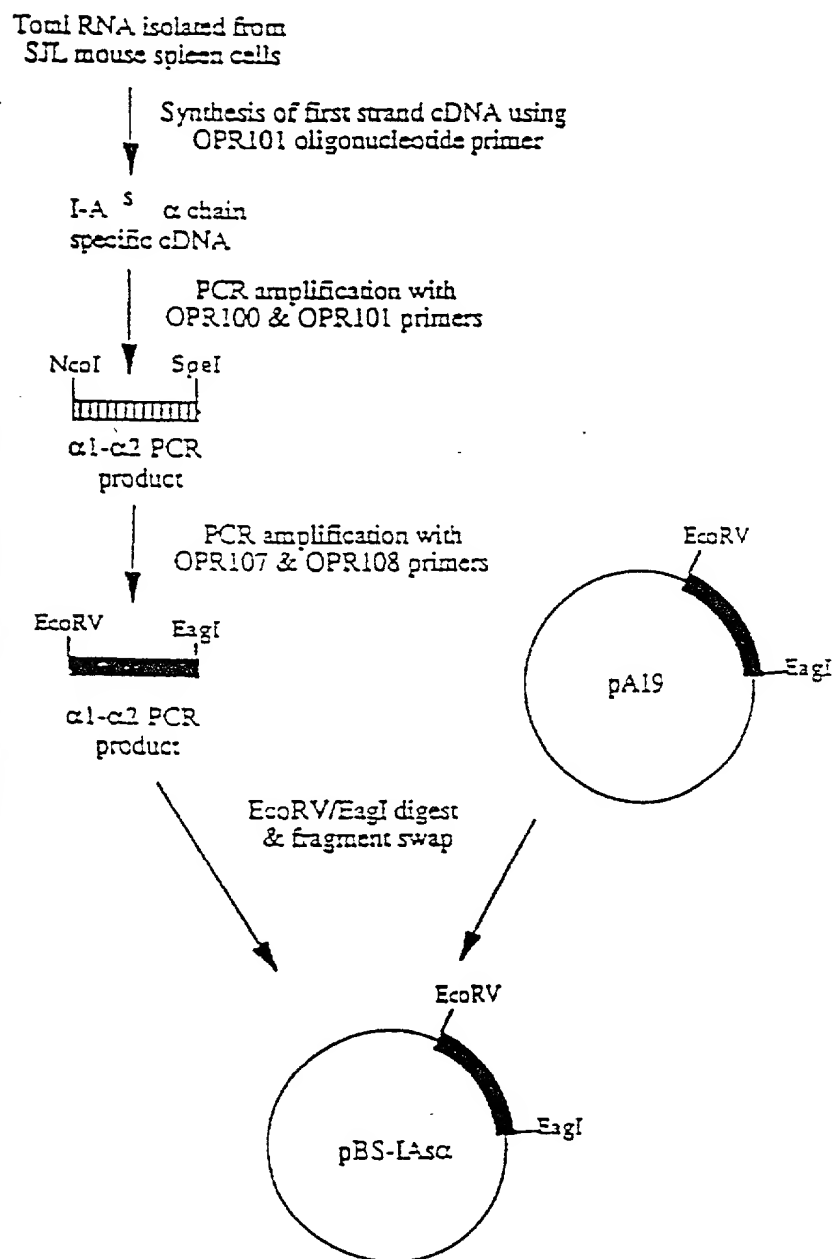 Total RNA isolated from
SJL mouse spleen cells
Synthesis of first strand cDNA using
OPR101 oligonucleotide primer
I-A s α chain
specific cDNA
PCR amplification with
OPR100 & OPR101 primers
NcoI SpeI
α1-α2 PCR
product
PCR amplification with
OPR107 & OPR108 primers
EcoRV EagI
α1-α2 PCR
product
EcoRV
pA19
EagI
EcoRV/EagI digest
& fragment swap
EcoRV
EagI
pBS-IAsα